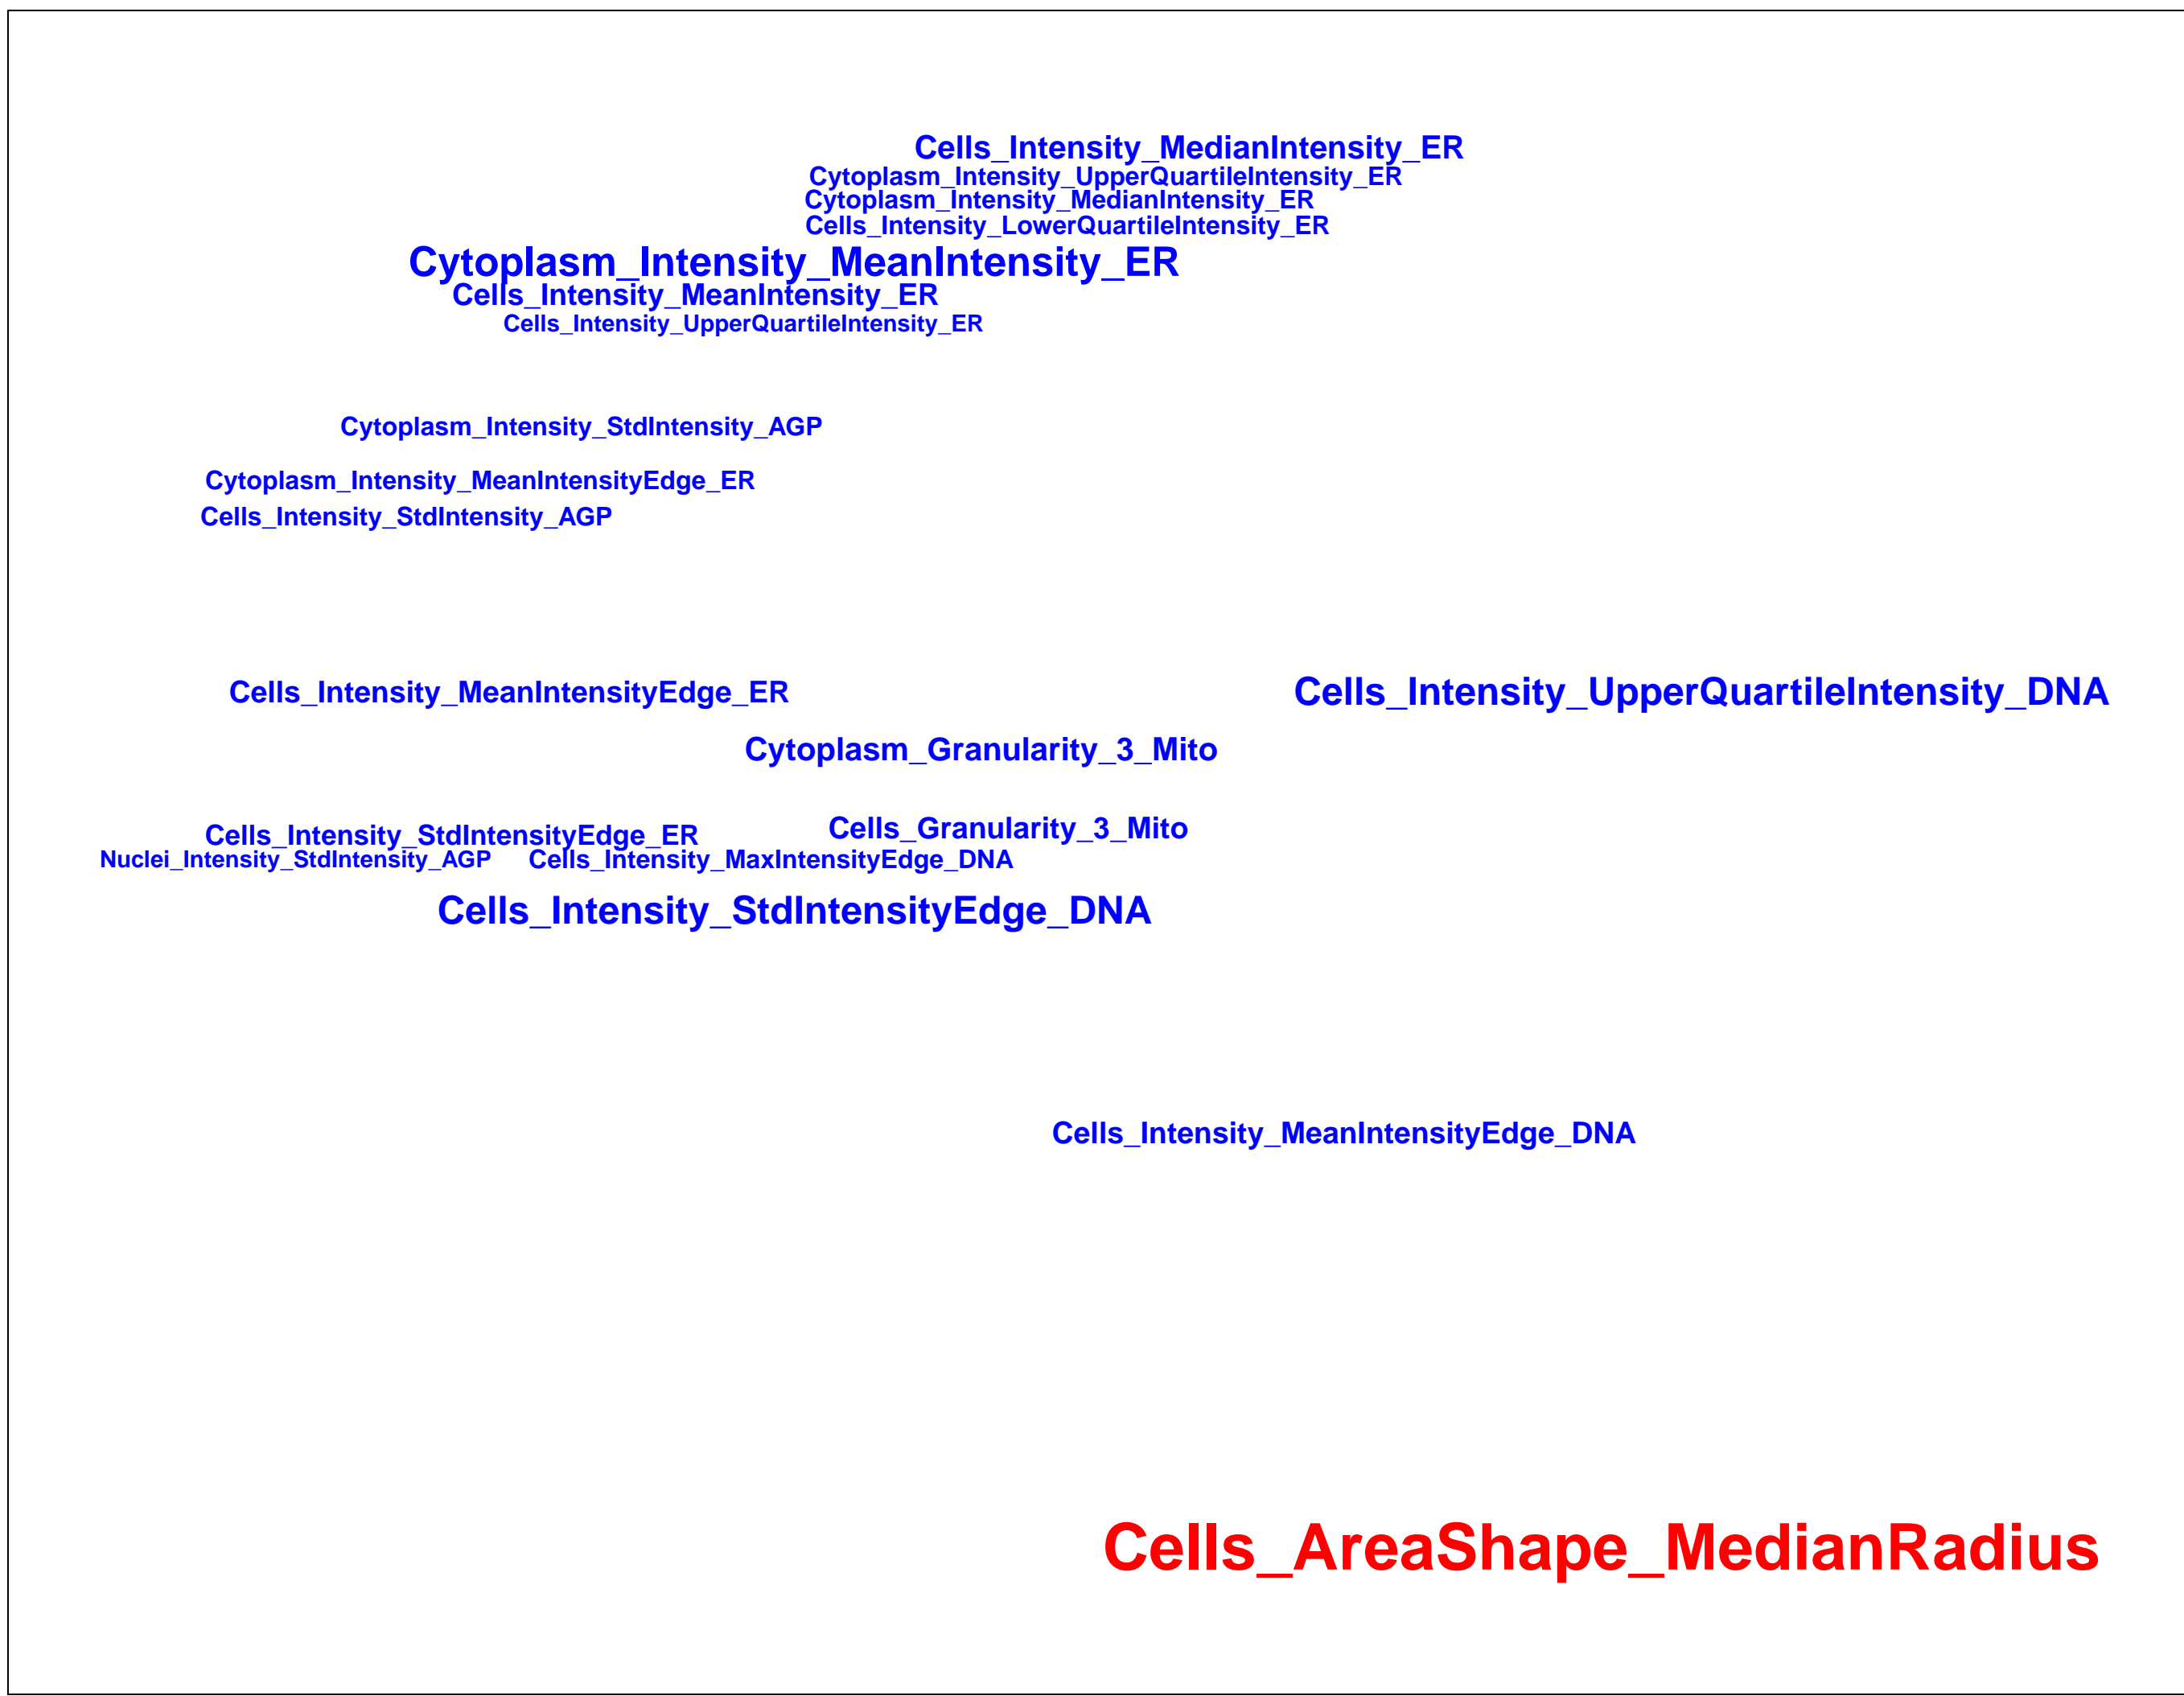 Cells_Intensity_MedianIntensity_ER
Cytoplasm_Intensity_UpperQuartileIntensity_ER
Cytoplasm_Intensity_MedianIntensity_ER
Cells_Intensity_LowerQuartileIntensity_ER
Cytoplasm_Intensity_MeanIntensity_ER
Cells_Intensity_MeanIntensity_ER
Cells_Intensity_UpperQuartileIntensity_ER
Cytoplasm_Intensity_StdIntensity_AGP
Cytoplasm_Intensity_MeanIntensityEdge_ER
Cells_Intensity_StdIntensity_AGP
Cells_Intensity_MeanIntensityEdge_ER
Cells_Intensity_UpperQuartileIntensity_DNA
Cytoplasm_Granularity_3_Mito
Cells_Intensity_StdIntensityEdge_ER
Cells_Granularity_3_Mito
Nuclei_Intensity_StdIntensity_AGP
Cells_Intensity_MaxIntensityEdge_DNA
Cells_Intensity_StdIntensityEdge_DNA
Cells_Intensity_MeanIntensityEdge_DNA
Cells_AreaShape_MedianRadius